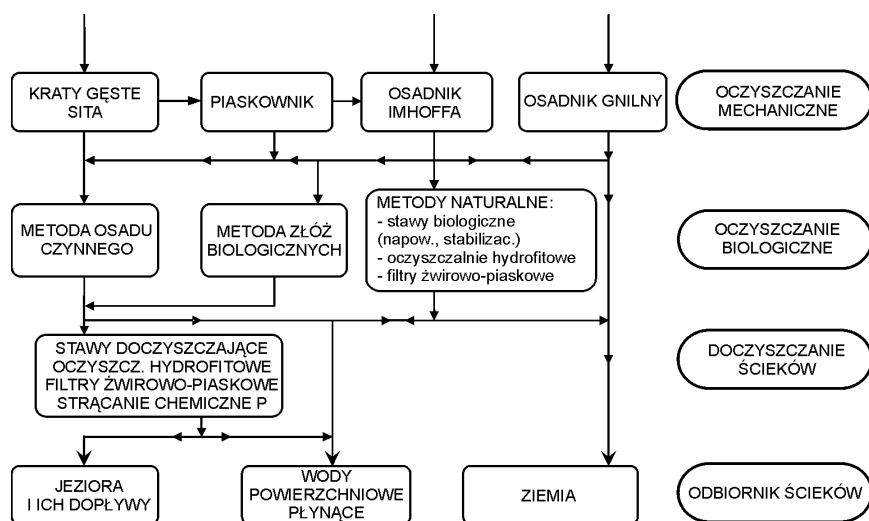 KRATY GĘSTE
SITA
PIASKOWNIK
OSADNIK
IMHOFFA
OSADNIK GNILNY
OCZYSZCZANIE
MECHANICZNE
METODA OSADU
CZYNNEGO
METODA ZŁÓŻ
BIOLOGICZNYCH
METODY NATURALNE:
- stawy biologiczne
(napow., stabilizac.)
- oczyszczalnie hydrofitowe
- filtry żwirowo-piaskowe
OCZYSZCZANIE
BIOLOGICZNE
STAWY DOCZYSZCZAJĄCE
OCZYSZCZ. HYDROFITOWE
FILTRY ŻWIROWO-PIASKOWE
STRĄCANIE CHEMICZNE P
DOCZYSZCZANIE
ŚCIEKÓW
JEZIORA
I ICH DOPŁYWY
WODY
POWIERZCHNIOWE
PŁYNĄCE
ZIEMIA
ODBIORNIK ŚCIEKÓW